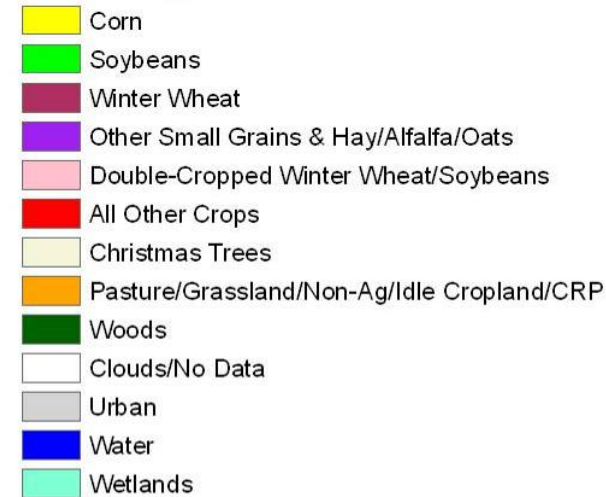 Corn
Soybeans
Winter Wheat
Other Small Grains & Hay/Alfalfa/Oats
Double-Cropped Winter Wheat/Soybeans
All Other Crops
Christmas Trees
Pasture/Grassland/Non-Ag/Idle Cropland/CRP
Woods
Clouds/No Data
Urban
Water
Wetlands